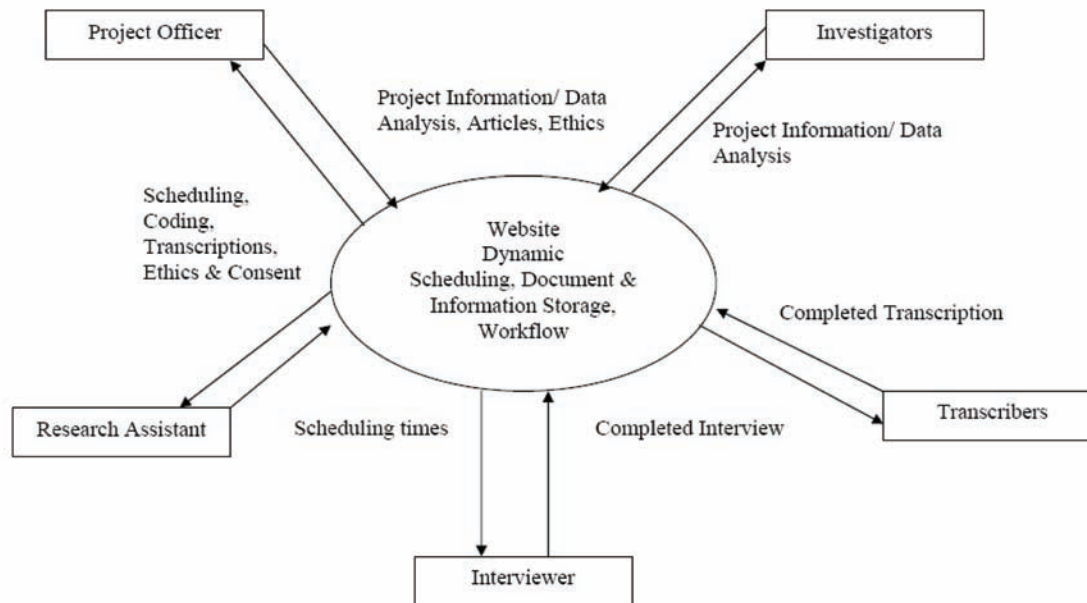 Project Officer
Investigators
Project Information/ Data
Analysis, Articles, Ethics
Project Information/ Data
Analysis
Scheduling,
Coding,
Transcriptions,
Ethics & Consent
Website
Dynamic
Scheduling, Document &
Information Storage,
Workflow
Completed Transcription
Research Assistant
Scheduling times
Completed Interview
Transcribers
Interviewer